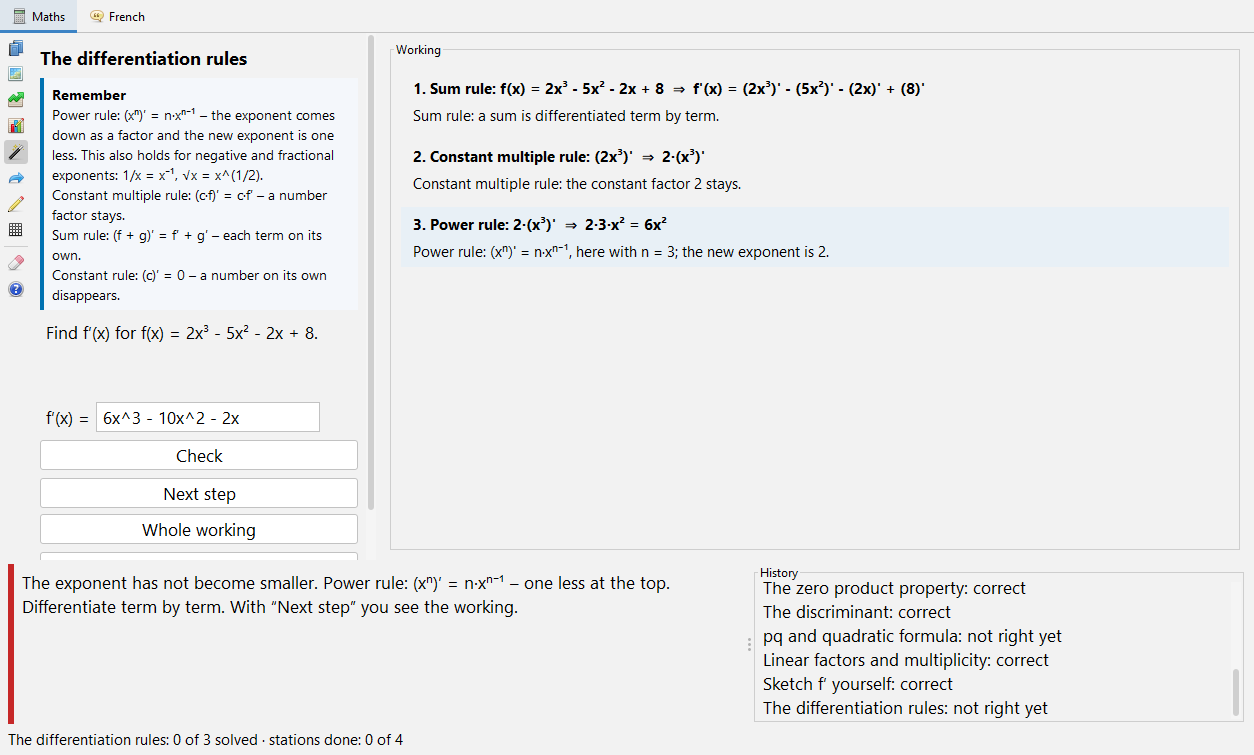 Maths
French
The differentiation rules
Remember
Power rule: (xⁿ)′ = n·xⁿ⁻¹ – the exponent comes
down as a factor and the new exponent is one
less. This also holds for negative and fractional
exponents: 1/x = x⁻¹, √x = x^(1/2).
Constant multiple rule: (c·f)′ = c·f′ – a number
factor stays.
Sum rule: (f + g)′ = f′ + g′ – each term on its
own.
Constant rule: (c)′ = 0 – a number on its own
disappears.
Find f′(x) for f(x) = 2x³ - 5x² - 2x + 8.
f′(x) =
6x^3 - 10x^2 - 2x
Check
Next step
Whole working
Working
1. Sum rule: f(x) = 2x³ - 5x² - 2x + 8 ⇒ f'(x) = (2x³)' - (5x²)' - (2x)' + (8)'
Sum rule: a sum is differentiated term by term.
2. Constant multiple rule: (2x³)' ⇒ 2·(x³)'
Constant multiple rule: the constant factor 2 stays.
3. Power rule: 2·(x³)' ⇒ 2·3·x² = 6x²
Power rule: (xⁿ)' = n·xⁿ⁻¹, here with n = 3; the new exponent is 2.
The exponent has not become smaller. Power rule: (xⁿ)′ = n·xⁿ⁻¹ – one less at the top.
Differentiate term by term. With “Next step” you see the working.
History
The zero product property: correct
The discriminant: correct
pq and quadratic formula: not right yet
Linear factors and multiplicity: correct
Sketch f′ yourself: correct
The differentiation rules: not right yet
The differentiation rules: 0 of 3 solved · stations done: 0 of 4